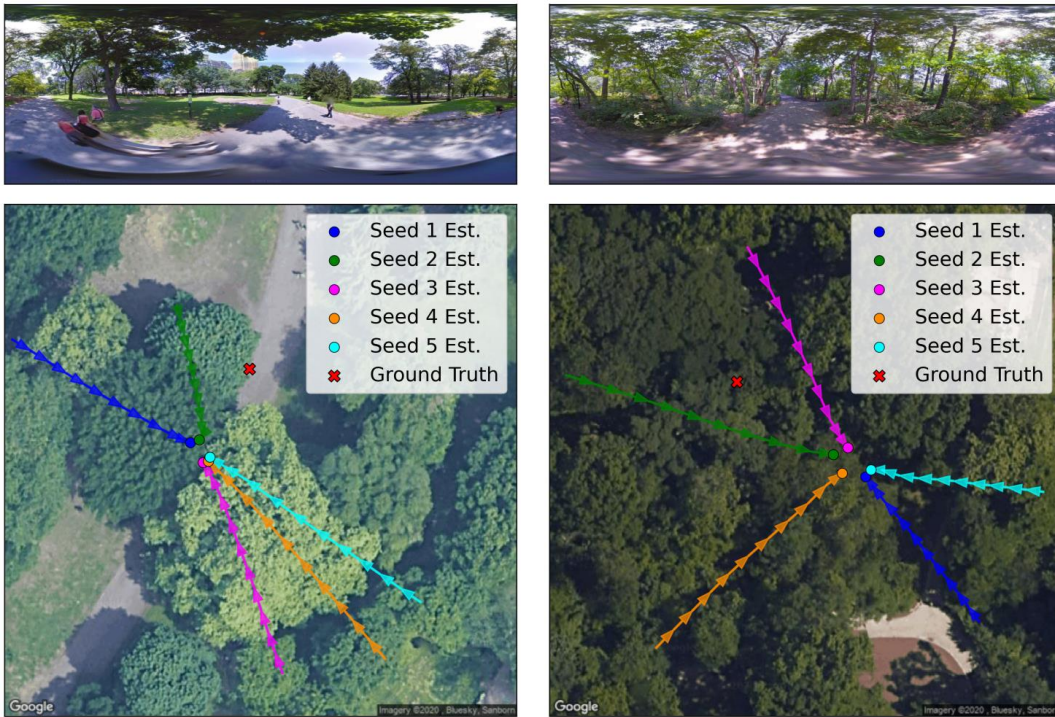 Seed 1 Est.
Seed 2 Est.
Seed 3 Est.
Seed 4 Est.
Seed 5 Est.
Ground Truth
Google
Imagery ©2020 , Bluesky, Sanborn
Seed 1 Est.
Seed 2 Est.
Seed 3 Est.
Seed 4 Est.
Seed 5 Est.
Ground Truth
Google
Imagery ©2020 , Bluesky, Sanborn